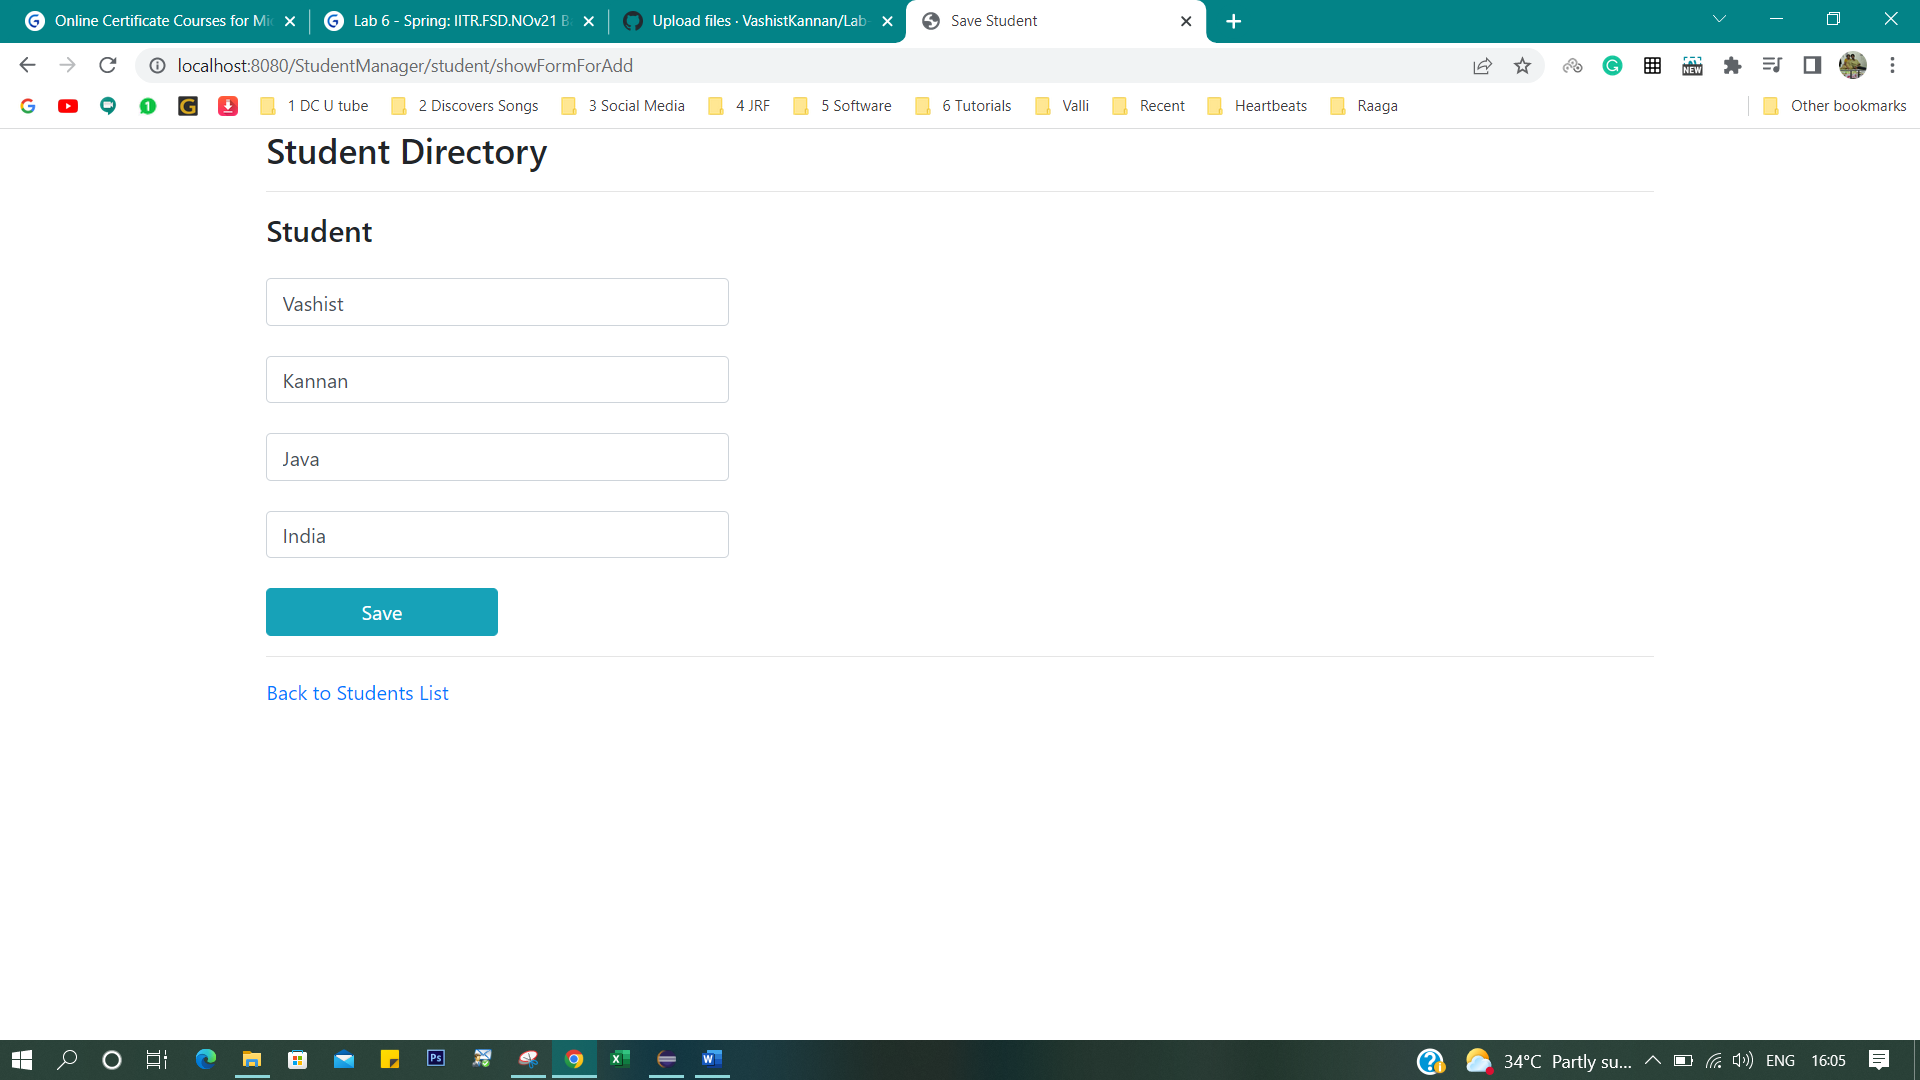 Online Certificate Courses for Mi
Lab 6 - Spring: IITR.FSD.NOv21 B
Upload files · VashistKannan/Lab-
Save Student
localhost:8080/StudentManager/student/showFormForAdd
NEW
1 DC U tube
2 Discovers Songs
3 Social Media
4 JRF
5 Software
6 Tutorials
Valli
Recent
Heartbeats
Raaga
Other bookmarks
Student Directory
Student
Vashist
Kannan
Java
India
Save
Back to Students List
34°C Partly su...
ENG
16:05